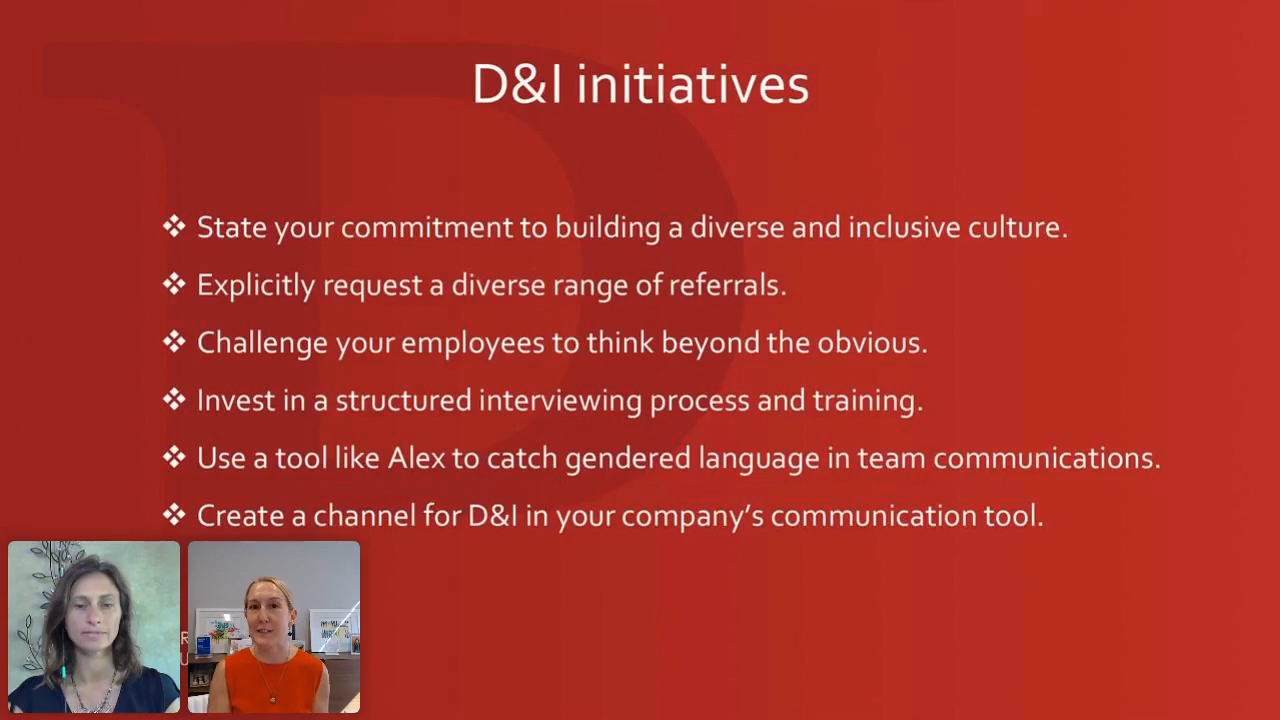 D&I initiatives
❖ State your commitment to building a diverse and inclusive culture.
❖ Explicitly request a diverse range of referrals.
❖ Challenge your employees to think beyond the obvious.
❖ Invest in a structured interviewing process and training.
❖ Use a tool like Alex to catch gendered language in team communications.
❖ Create a channel for D&I in your company’s communication tool.